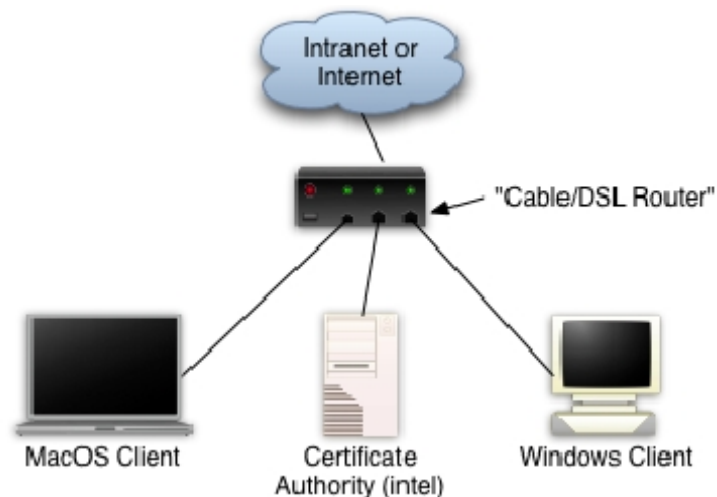 Intranet or
Internet
"Cable/DSL Router"
MacOS Client
Certificate
Authority (intel)
Windows Client